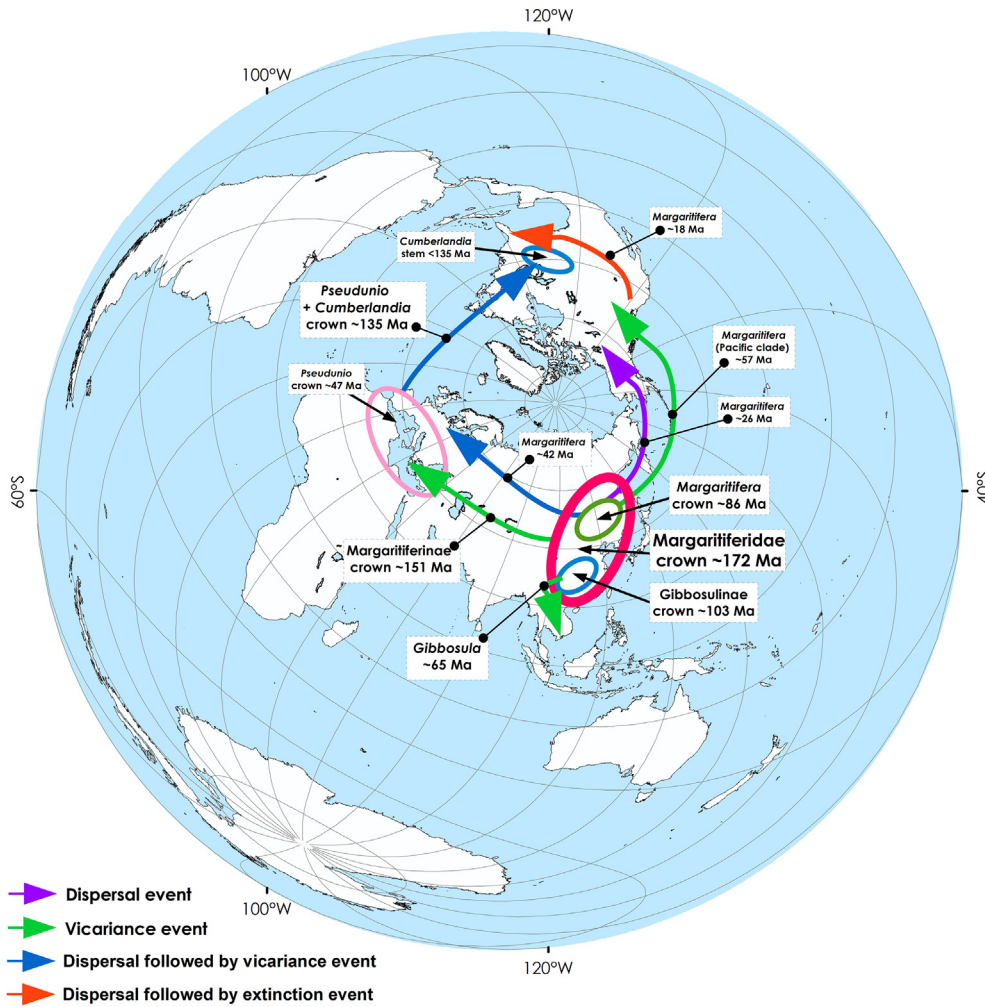 120°W
100°W
Margaritifera
~18 Ma
Cumberlandia
stem <135 Ma
Pseudunio
+ Cumberlandia
crown ~135 Ma
Margaritifera
(Pacific clade)
~57 Ma
Pseudunio
crown ~47 Ma
Margaritifera
~26 Ma
Margaritifera
~42 Ma
60°S
30°S
Margaritifera
crown ~86 Ma
Margaritiferidae
crown ~172 Ma
Margaritiferinae
crown ~151 Ma
Gibbosulinae
crown ~103 Ma
Gibbosula
~65 Ma
100°W
120°W
Dispersal event
Vicariance event
Dispersal followed by vicariance event
Dispersal followed by extinction event